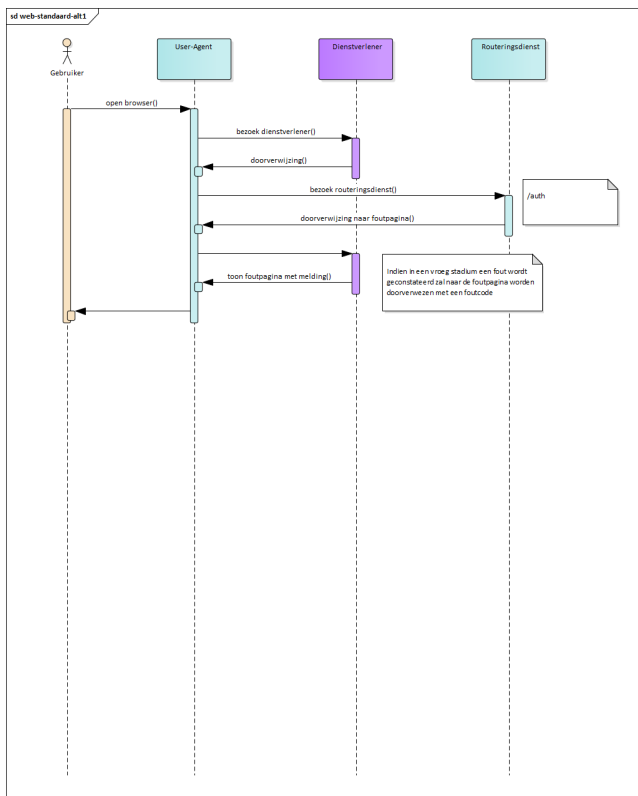 sd web-standaard-alt1
Gebruiker
User-Agent
Dienstverlener
Routeringsdienst
open browser()
bezoek dienstverlener()
doorverwijzing()
bezoek routeringsdienst()
/auth
doorverwijzing naar foutpagina()
Indien in een vroeg stadium een fout wordt
geconstateerd zal naar de foutpagina worden
doorverwezen met een foutcode
toon foutpagina met melding()